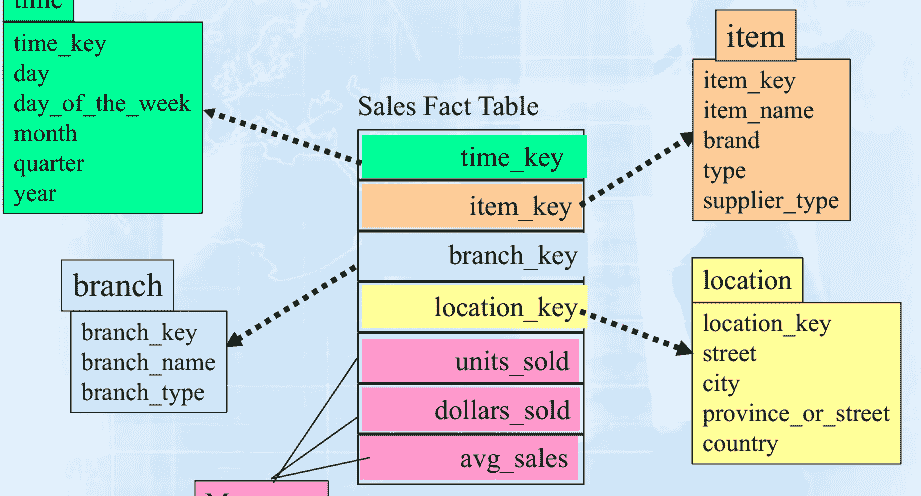 time
time_key
day
day_of_the_week
month
quarter
year
Sales Fact Table
time_key
item_key
branch_key
location_key
units_sold
dollars_sold
avg_sales
item
item_key
item_name
brand
type
supplier_type
branch
branch_key
branch_name
branch_type
location
location_key
street
city
province_or_street
country